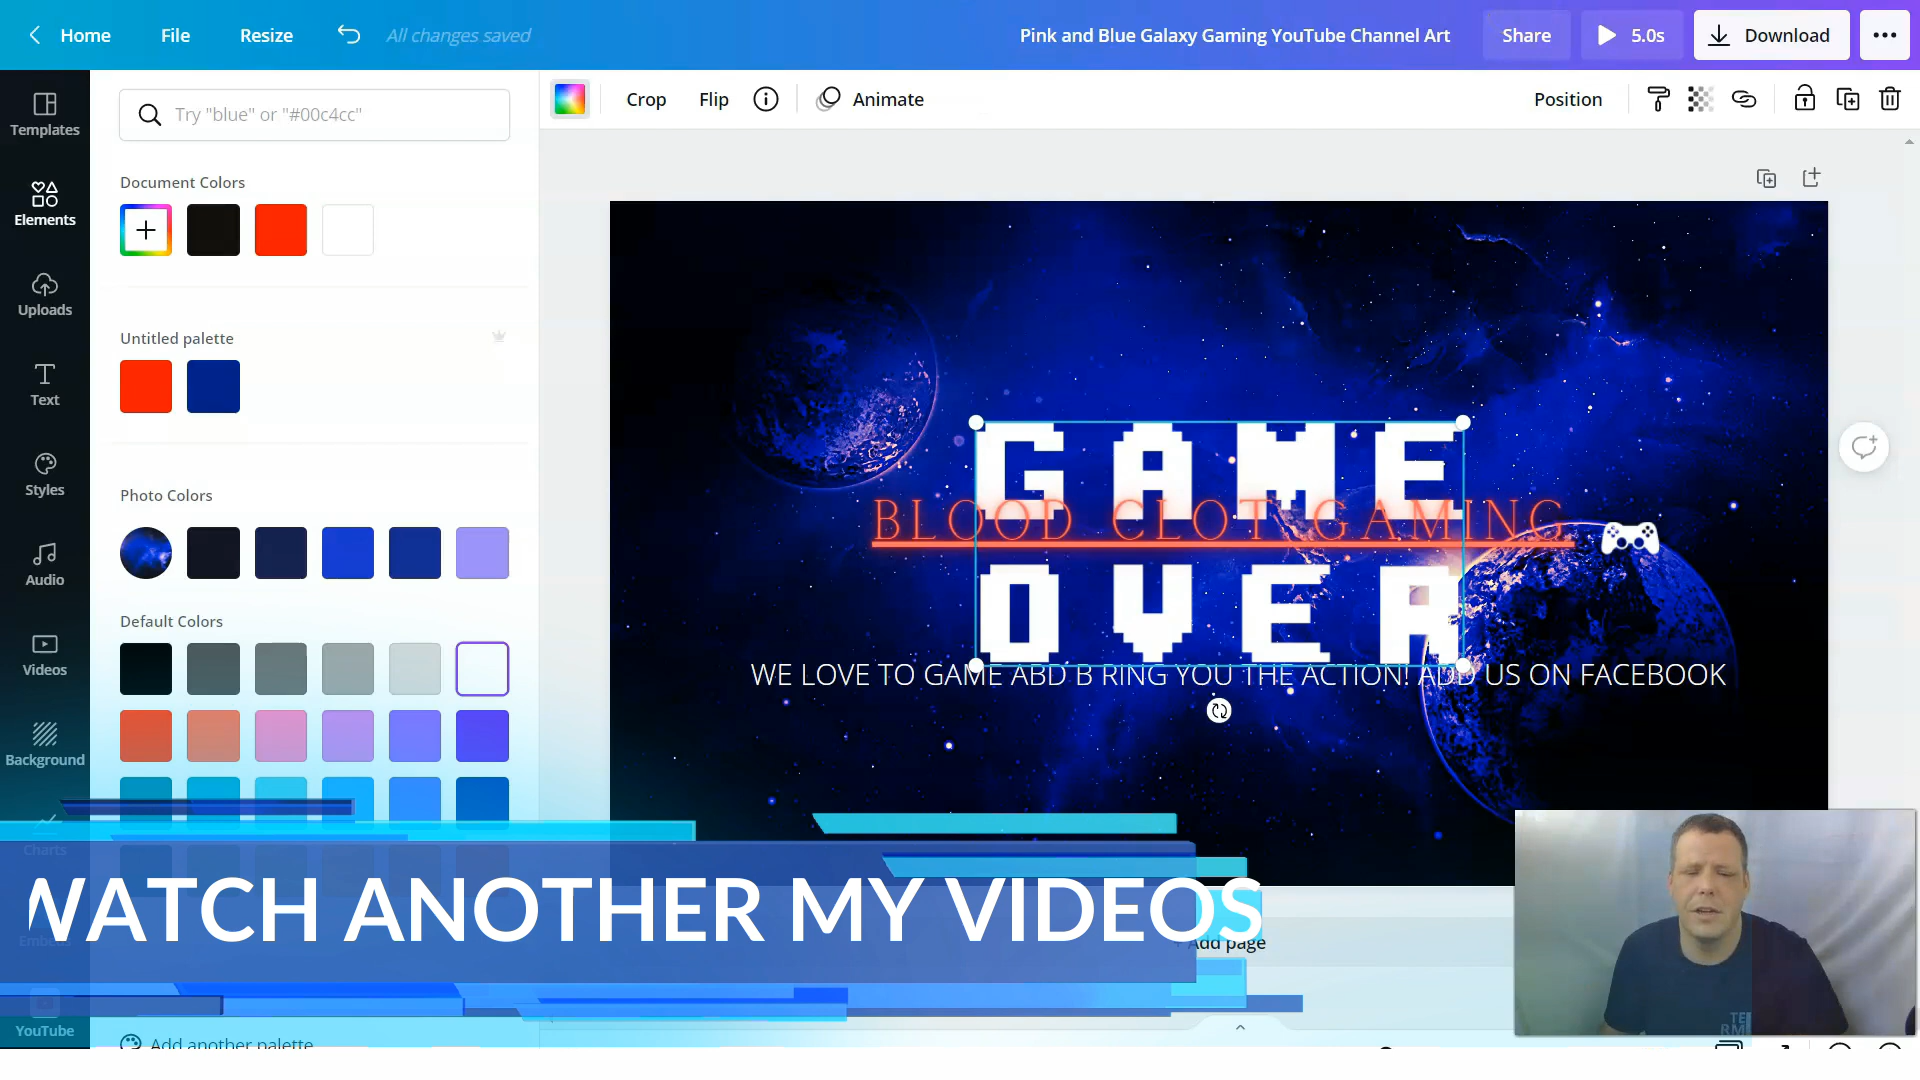 Home
File
Resize
All changes saved
Pink and Blue Galaxy Gaming YouTube Channel Art
Share
5.0s
Download
Templates
Elements
Uploads
Text
Styles
Audio
Videos
Background
Charts
YouTube
Try "blue" or "#00c4cc"
Document Colors
Untitled palette
Photo Colors
Default Colors
Add another palette
Crop
Flip
Animate
Position
GAME
BLOOD CLOT GAMING
OVER
WE LOVE TO GAME ABD B RING YOU THE ACTION! ADD US ON FACEBOOK
WATCH ANOTHER MY VIDEOS
Add page